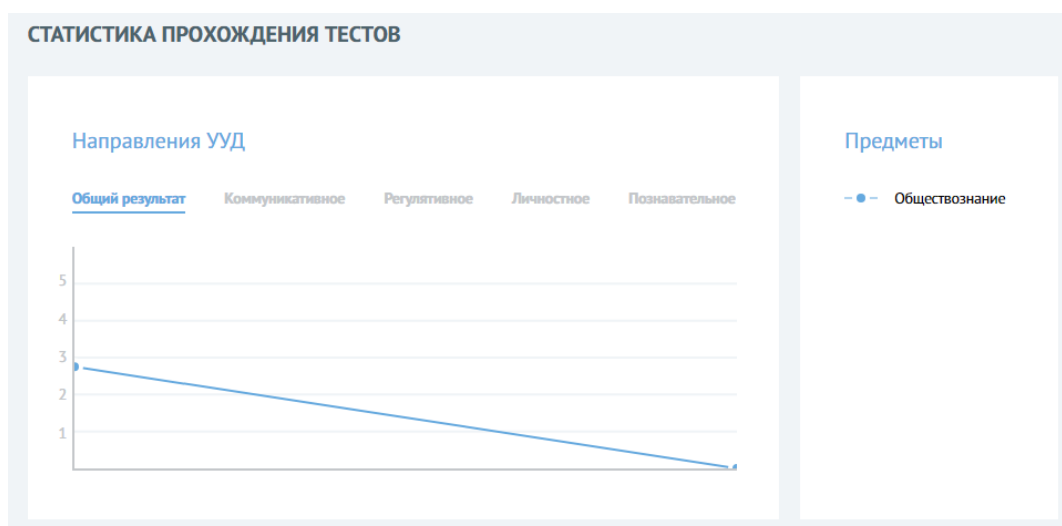 СТАТИСТИКА ПРОХОЖДЕНИЯ ТЕСТОВ
Направления УУД
Общий результат Коммуникативное Регулятивное Личностное Познавательное
5
4
3
2
1
Предметы
Обществознание